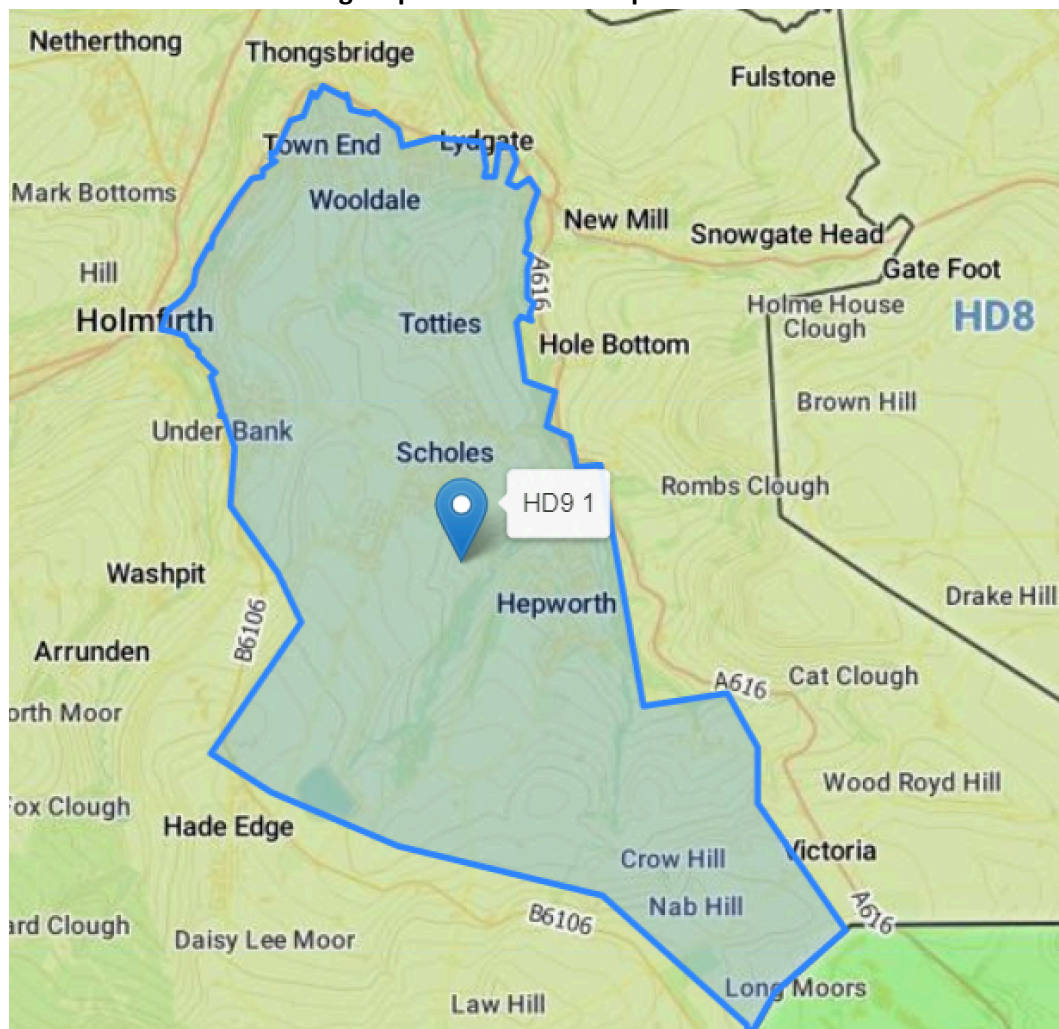 Netherthong
Thongsbridge
Fulstone
Town End
Lydgate
Mark Bottoms
Wooldale
New Mill
Snowgate Head
Hill
A616
Gate Foot
Holmfirth
Totties
Holme House
Clough
HD8
Hole Bottom
Brown Hill
Under Bank
Scholes
Rombs Clough
HD9 1
Washpit
Hepworth
Drake Hill
B6106
Arrunden
A616
Cat Clough
orth Moor
Wood Royd Hill
Fox Clough
Hade Edge
Victoria
Crow Hill
Nab Hill
A616
B6106
ard Clough
Daisy Lee Moor
Long Moors
Law Hill